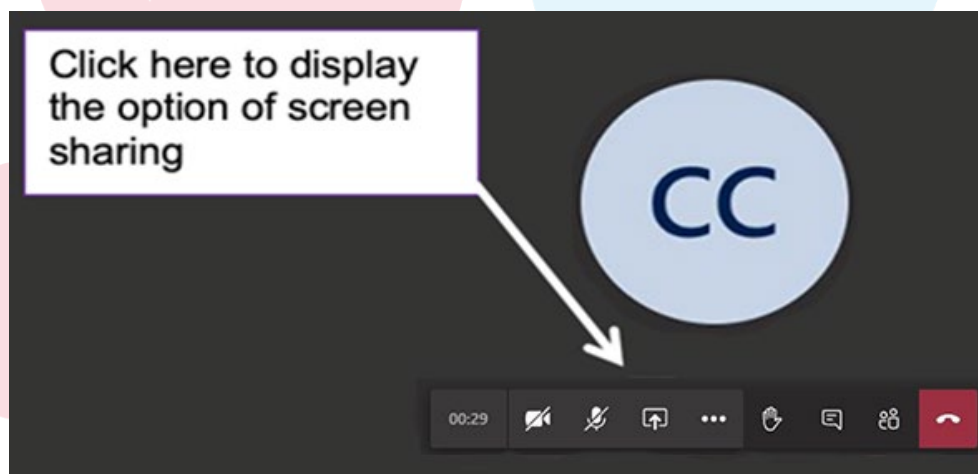 Click here to display
the option of screen
sharing
CC
00:29